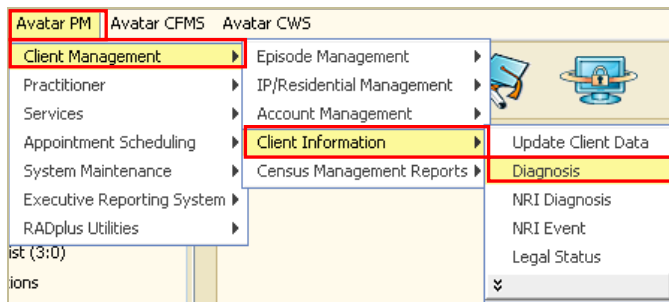 Avatar PM Avatar CFMS Avatar CWS
Client Management
Practitioner
Services
Appointment Scheduling
System Maintenance
Executive Reporting System
RADplus Utilities
ist (3:0)
ions
Episode Management
IP/Residential Management
Account Management
Client Information
Census Management Reports
Update Client Data
Diagnosis
NRI Diagnosis
NRI Event
Legal Status